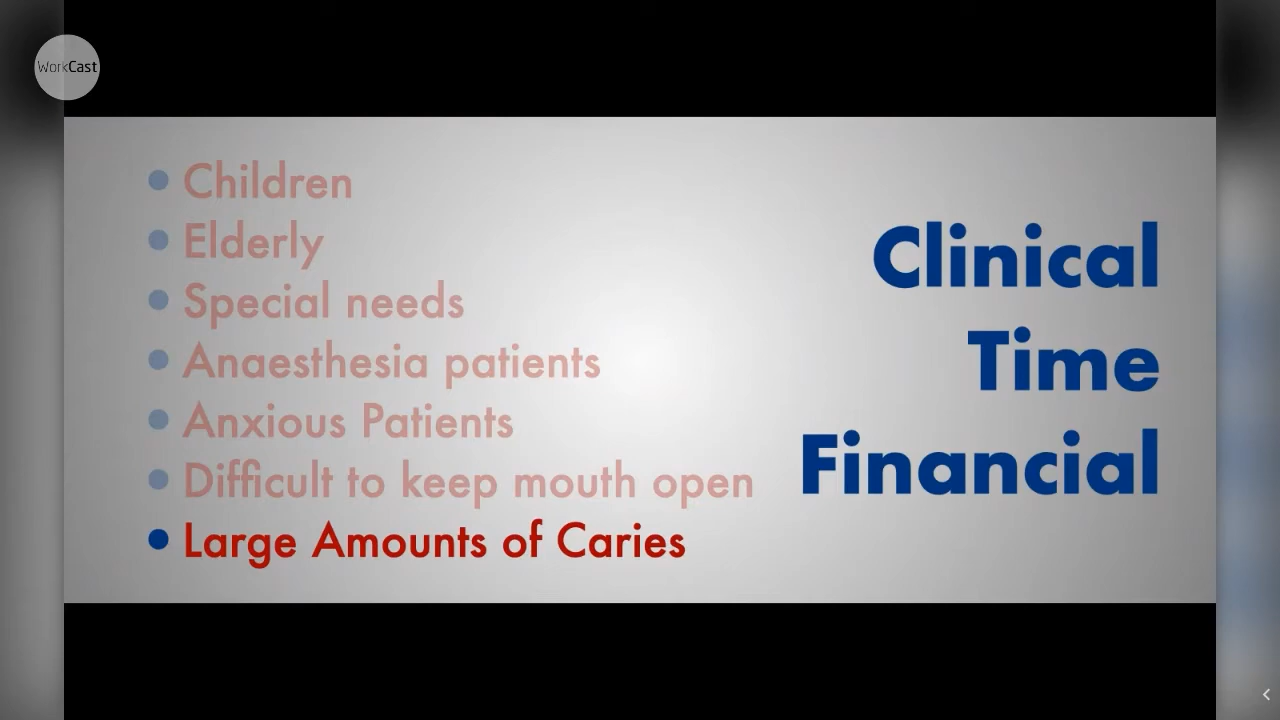 WorkCast
• Children
• Elderly
• Special needs
• Anaesthesia patients
• Anxious Patients
• Difficult to keep mouth open
• Large Amounts of Caries
Clinical
Time
Financial